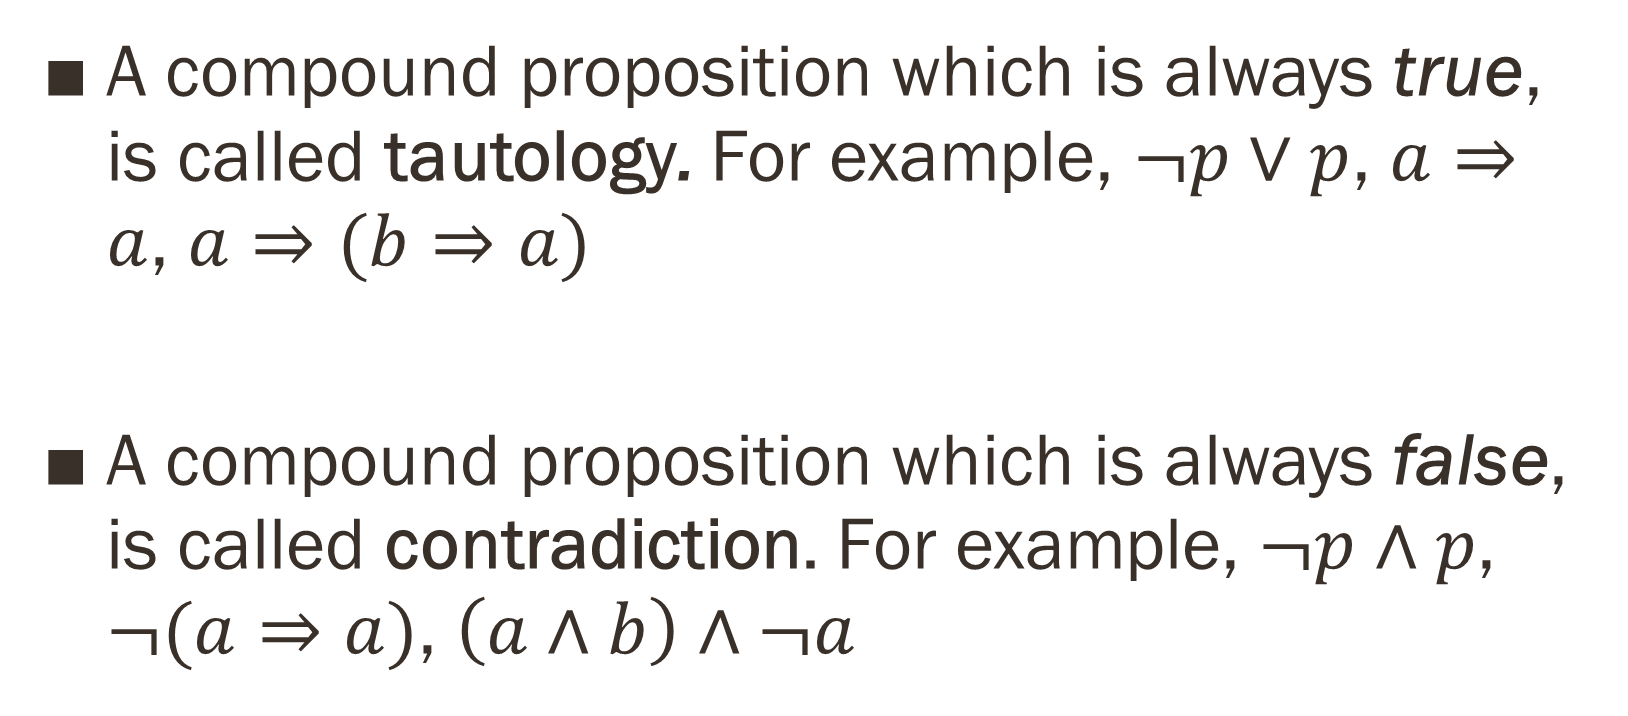 ■ A compound proposition which is always true,
is called tautology. For example, ¬p ∨ p, a ⇒
a, a ⇒ (b ⇒ a)
■ A compound proposition which is always false,
is called contradiction. For example, ¬p ∧ p,
¬(a ⇒ a), (a ∧ b) ∧ ¬a